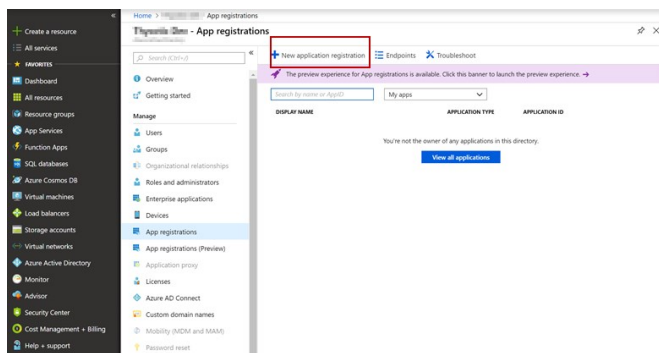 Home > App registrations
- App registrations
Create a resource
All services
FAVORITES
Dashboard
All resources
Resource groups
App Services
Function Apps
SQL databases
Azure Cosmos DB
Virtual machines
Load balancers
Storage accounts
Virtual networks
Azure Active Directory
Monitor
Advisor
Security Center
Cost Management + Billing
Help + support
Search (Ctrl+/)
Overview
Getting started
Manage
Users
Groups
Organizational relationships
Roles and administrators
Enterprise applications
Devices
App registrations
App registrations (Preview)
Application proxy
Licenses
Azure AD Connect
Custom domain names
Mobility (MDM and MAM)
Password reset
New application registration
Endpoints
Troubleshoot
The preview experience for App registrations is available. Click this banner to launch the preview experience. →
Search by name or AppID
My apps
DISPLAY NAME
APPLICATION TYPE
APPLICATION ID
You're not the owner of any applications in this directory.
View all applications